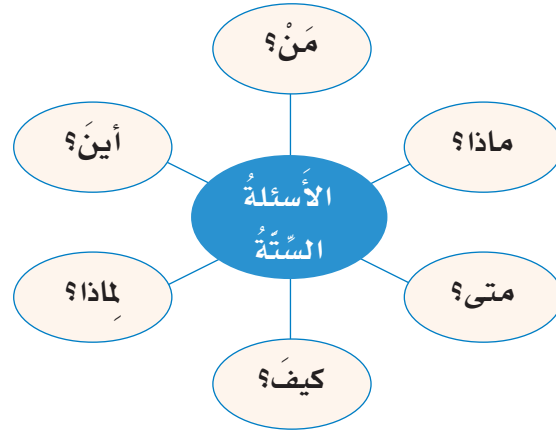 مَنْ؟
ماذا؟
أينَ؟
الأَسئلةُ
السِّتَّةُ
متى؟
لِماذا؟
كيفَ؟